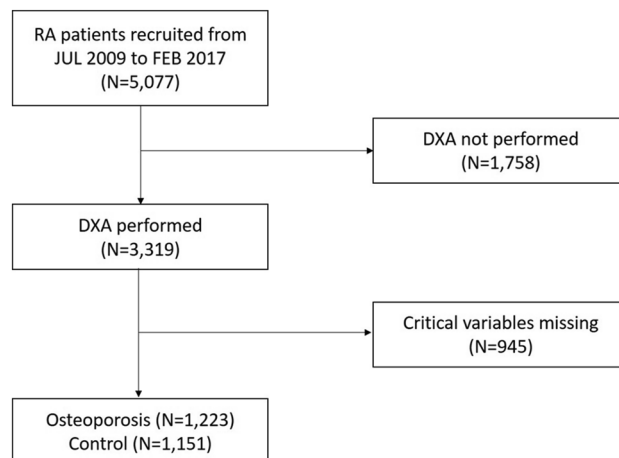 RA patients recruited from
JUL 2009 to FEB 2017
(N=5,077)
DXA not performed
(N=1,758)
DXA performed
(N=3,319)
Critical variables missing
(N=945)
Osteoporosis (N=1,223)
Control (N=1,151)